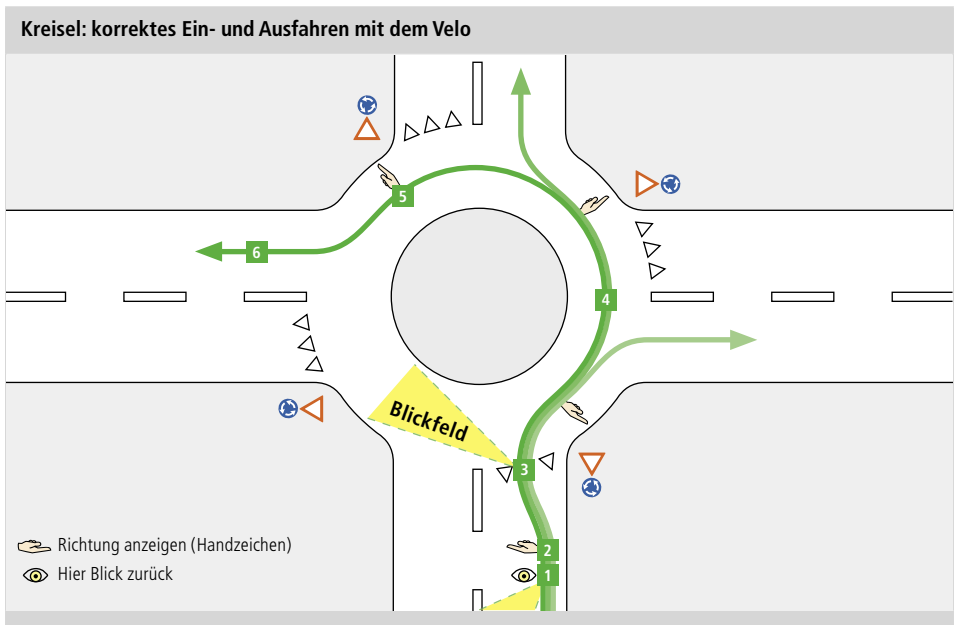 Kreisel: korrektes Ein- und Ausfahren mit dem Velo
5
6
4
Blickfeld
3
2
1
Richtung anzeigen (Handzeichen)
Hier Blick zurück